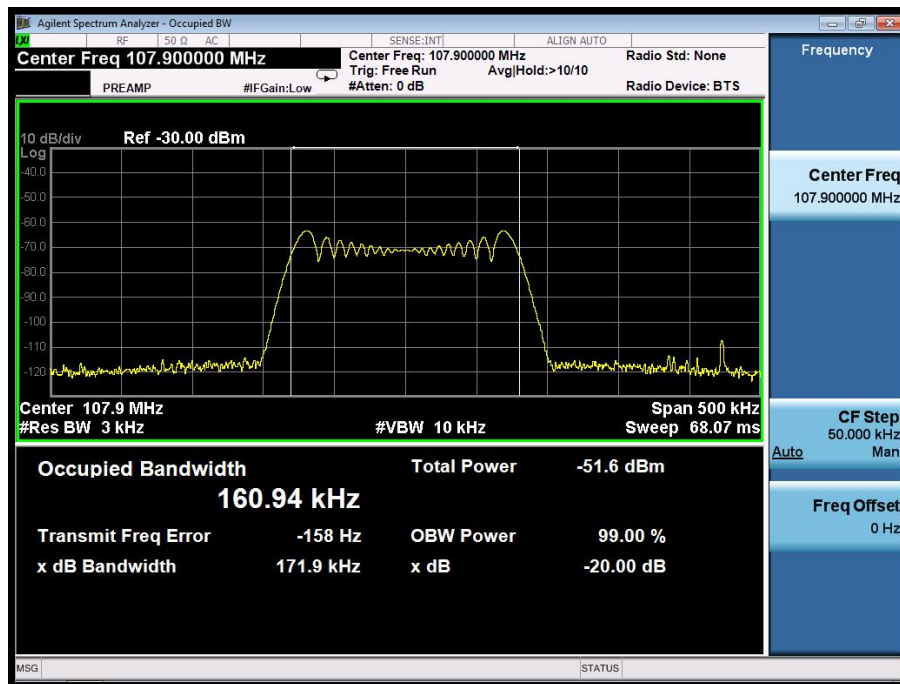 Agilent Spectrum Analyzer - Occupied BW
LXI RF 50 Ω AC SENSE:INT ALIGN AUTO
Center Freq 107.900000 MHz
Center Freq: 107.900000 MHz Radio Std: None
Trig: Free Run Avg|Hold:>10/10
PREAMP #IFGain:Low #Atten: 0 dB Radio Device: BTS
10 dB/div Ref -30.00 dBm
Log
-40.0
-50.0
-60.0
-70.0
-80.0
-90.0
-100
-110
-120
Center 107.9 MHz Span 500 kHz
#Res BW 3 kHz #VBW 10 kHz Sweep 68.07 ms
Occupied Bandwidth Total Power -51.6 dBm
160.94 kHz
Transmit Freq Error -158 Hz OBW Power 99.00 %
x dB Bandwidth 171.9 kHz x dB -20.00 dB
MSG STATUS
Frequency
Center Freq
107.900000 MHz
CF Step
50.000 kHz
Auto Man
Freq Offset
0 Hz